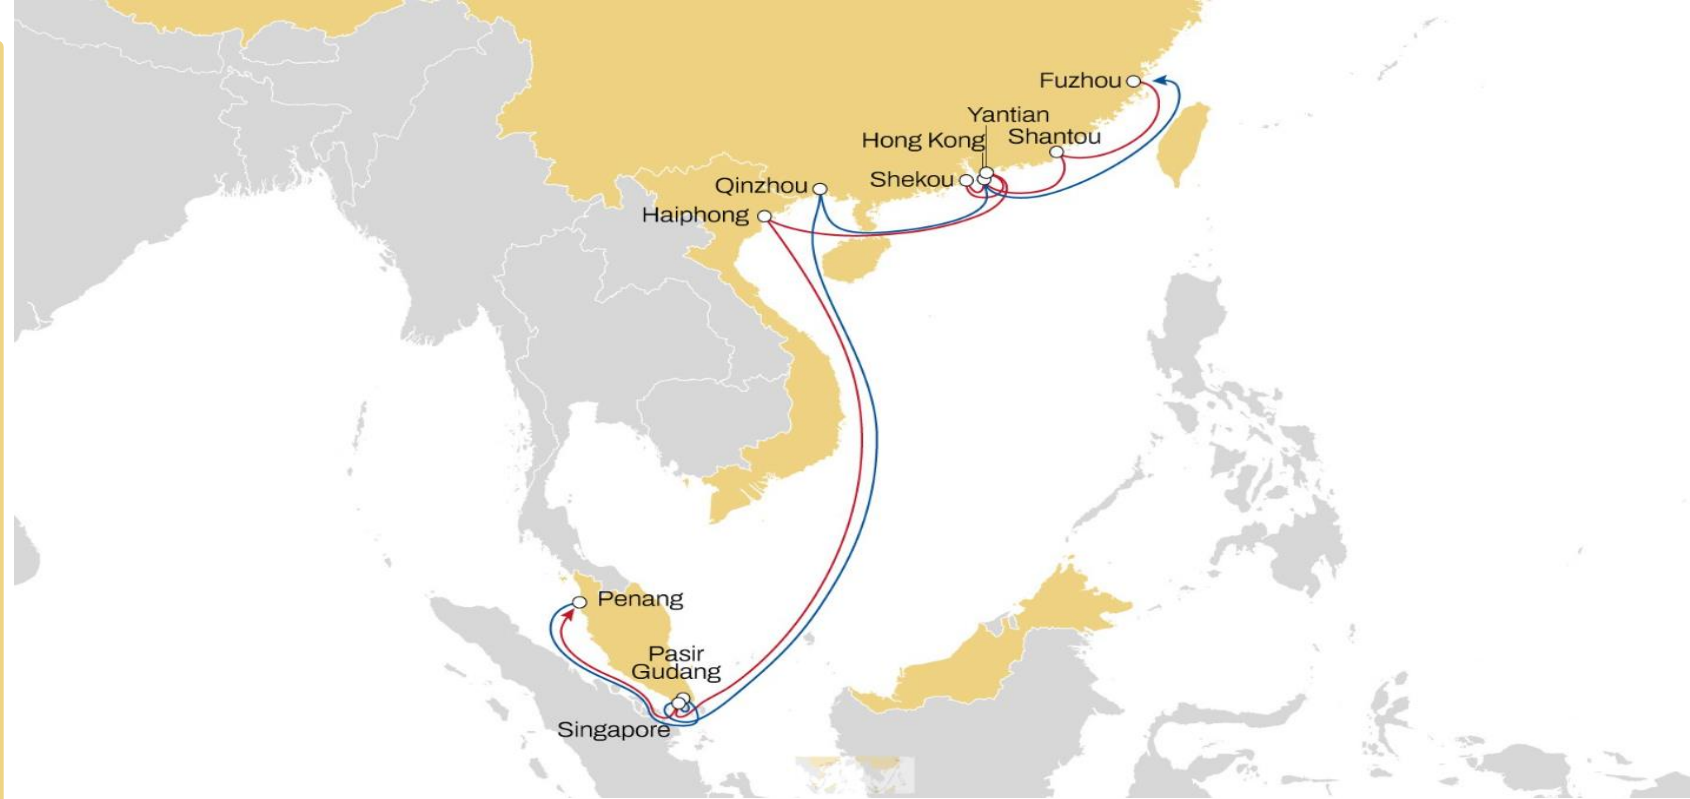 Fuzhou
Yantian
Hong Kong
Shantou
Shekou
Qinzhou
Haiphong
Penang
Pasir
Gudang
Singapore